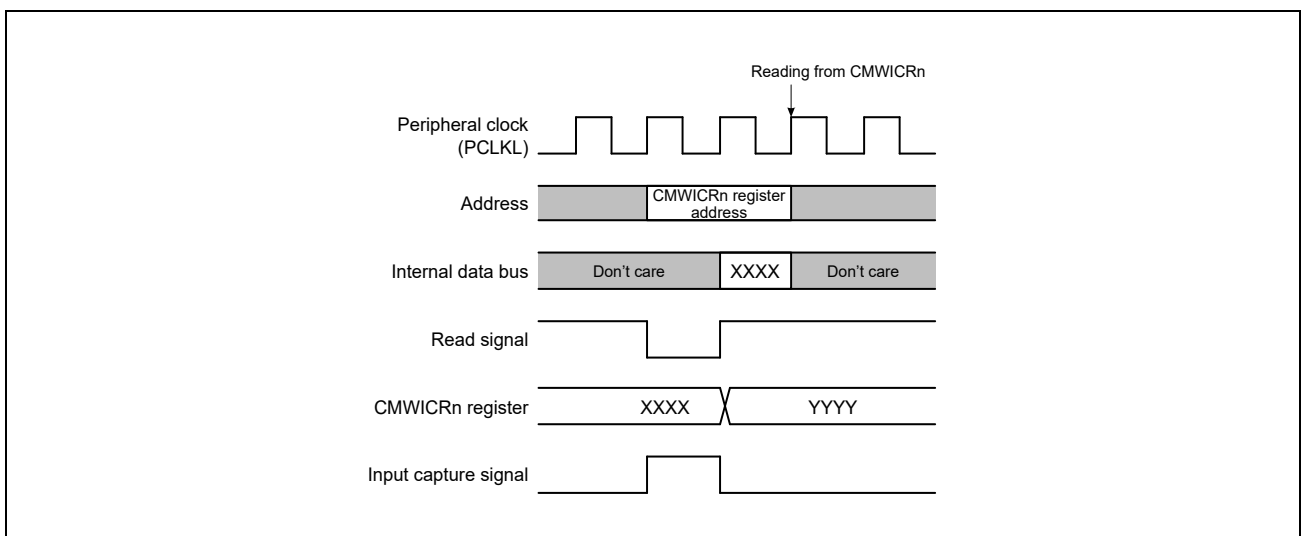 Reading from CMWICRn
Peripheral clock
(PCLKL)
Address
CMWICRn register
address
Internal data bus
Don't care
XXXX
Don't care
Read signal
CMWICRn register
XXXX
YYYY
Input capture signal